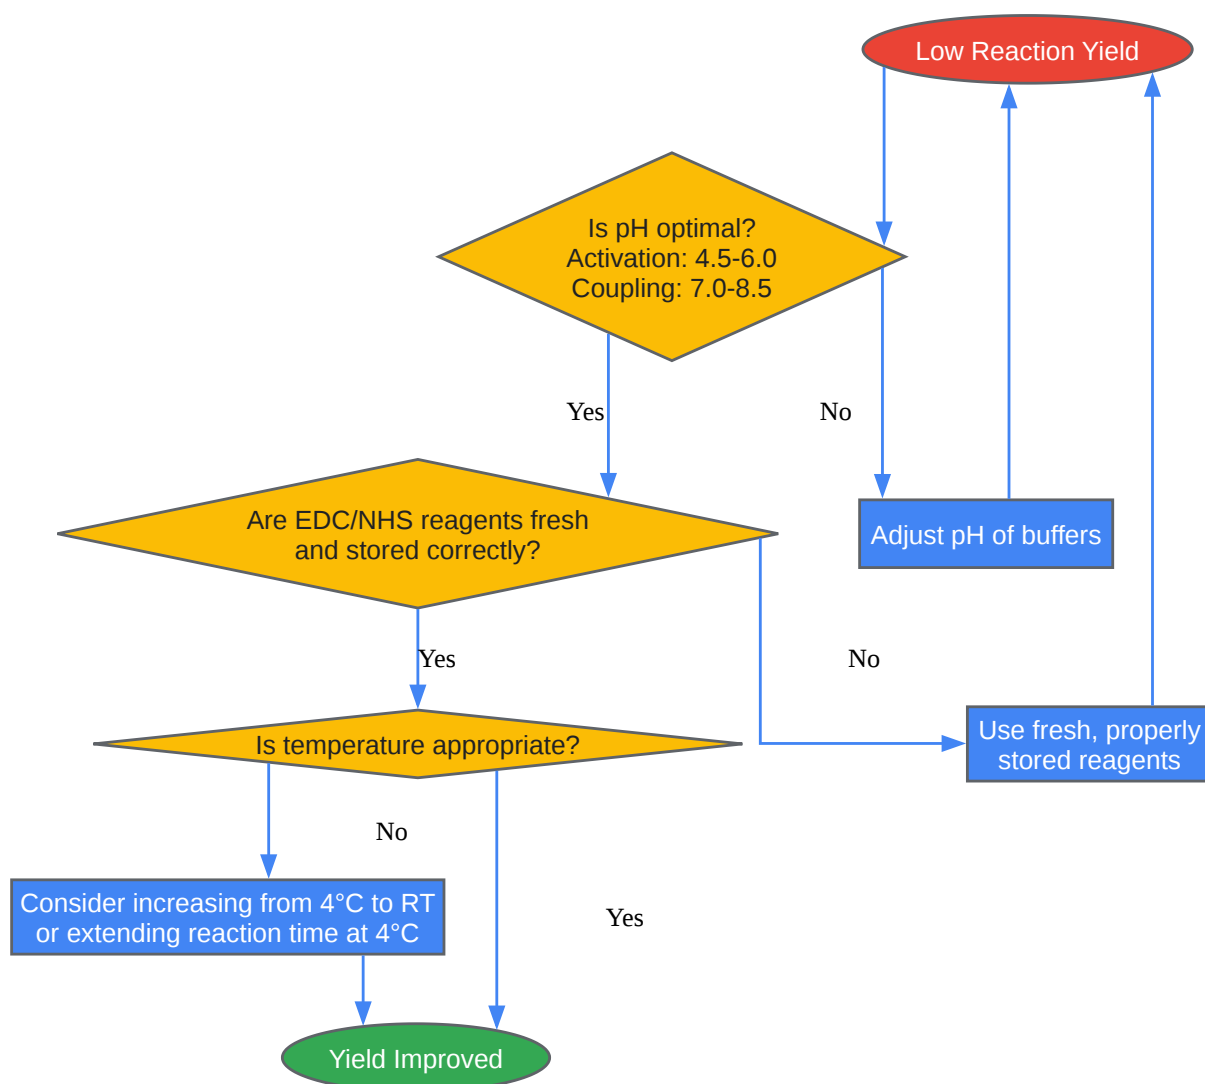 Low Reaction Yield
Is pH optimal?
Activation: 4.5-6.0
Coupling: 7.0-8.5
Yes
No
Are EDC/NHS reagents fresh
and stored correctly?
Adjust pH of buffers
Yes
No
Is temperature appropriate?
Use fresh, properly
stored reagents
No
Consider increasing from 4°C to RT
or extending reaction time at 4°C
Yes
Yield Improved